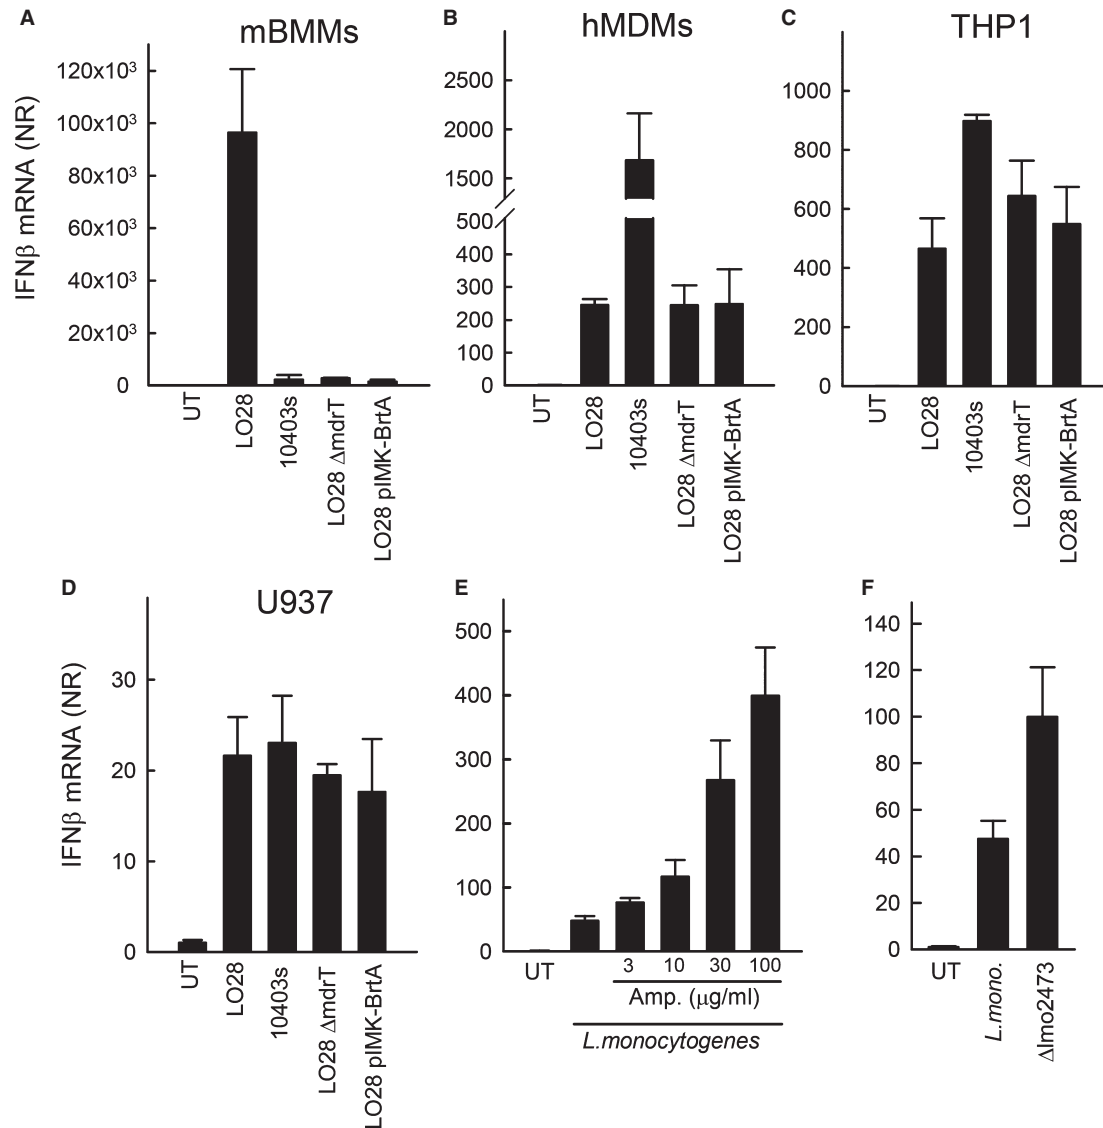 A
mBMMs
IFNβ mRNA (NR)
120x10³
100x10³
80x10³
60x10³
40x10³
20x10³
0
UT
LO28
10403s
LO28 ΔmdrT
LO28 pIMK-BrtA
B
hMDMs
2500
2000
1500
500
400
300
200
100
0
UT
LO28
10403s
LO28 ΔmdrT
LO28 pIMK-BrtA
C
THP1
1000
800
600
400
200
0
UT
LO28
10403s
LO28 ΔmdrT
LO28 pIMK-BrtA
D
U937
IFNβ mRNA (NR)
30
20
10
0
UT
LO28
10403s
LO28 ΔmdrT
LO28 pIMK-BrtA
E
500
400
300
200
100
0
UT
3 10 30 100
Amp. (μg/ml)
L.monocytogenes
F
140
120
100
80
60
40
20
0
UT
L.mono.
Δlmo2473